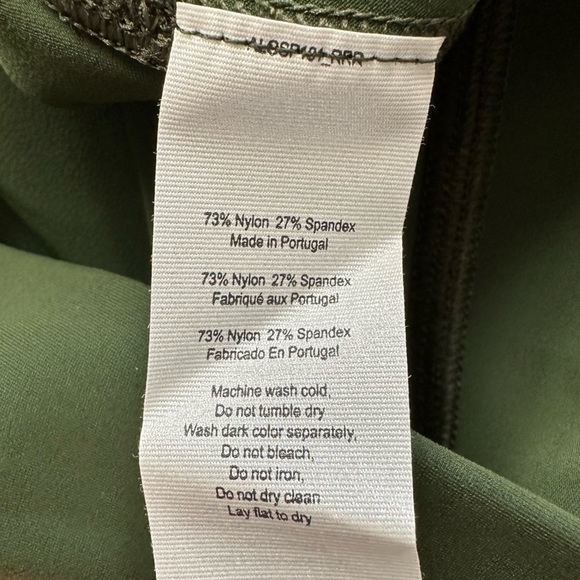 73% Nylon 27% Spandex
Made in Portugal
73% Nylon 27% Spandex
Fabriqué aux Portugal
73% Nylon 27% Spandex
Fabricado En Portugal
Machine wash cold,
Do not tumble dry
Wash dark color separately,
Do not bleach,
Do not iron,
Do not dry clean
Lay flat to dry